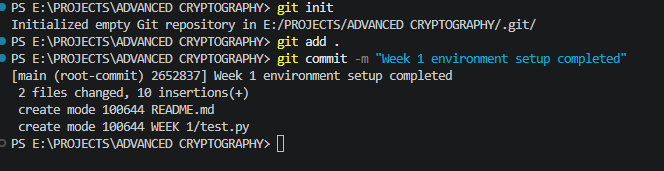 PS E:\PROJECTS\ADVANCED CRYPTOGRAPHY> git init
Initialized empty Git repository in E:/PROJECTS/ADVANCED CRYPTOGRAPHY/.git/
PS E:\PROJECTS\ADVANCED CRYPTOGRAPHY> git add .
PS E:\PROJECTS\ADVANCED CRYPTOGRAPHY> git commit -m "Week 1 environment setup completed"
[main (root-commit) 2652837] Week 1 environment setup completed
 2 files changed, 10 insertions(+)
 create mode 100644 README.md
 create mode 100644 WEEK 1/test.py
PS E:\PROJECTS\ADVANCED CRYPTOGRAPHY>